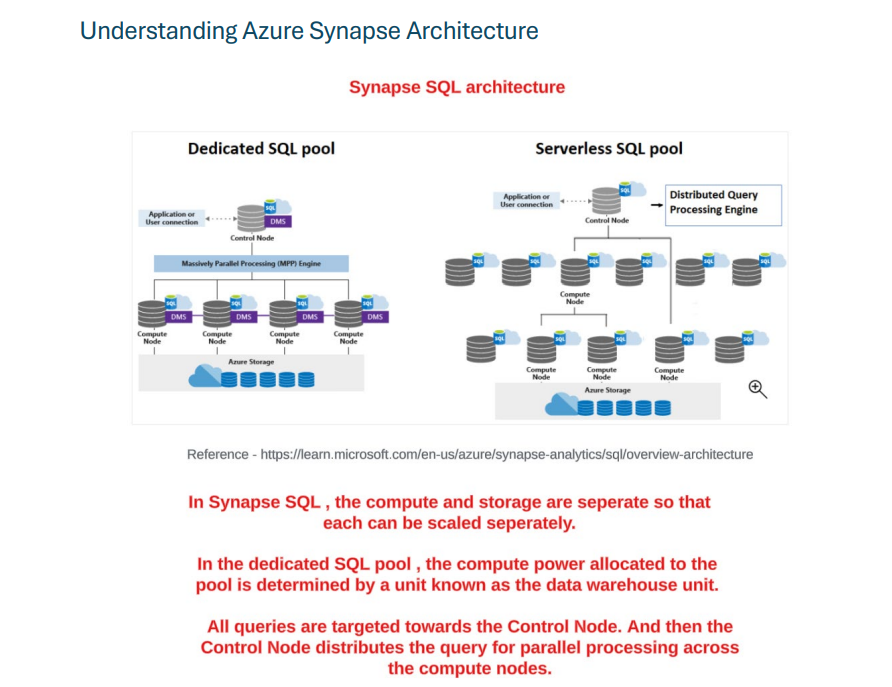 Understanding Azure Synapse Architecture
Synapse SQL architecture
Dedicated SQL pool
Application or
User connection
SQL
DMS
Control Node
Massively Parallel Processing (MPP) Engine
SQL
DMS
SQL
DMS
SQL
DMS
SQL
DMS
Compute
Node
Compute
Node
Compute
Node
Compute
Node
Azure Storage
Serverless SQL pool
Application or
User connection
SQL
Control Node
Distributed Query
Processing Engine
SQL
SQL
SQL
SQL
SQL
SQL
Compute
Node
SQL
SQL
SQL
SQL
SQL
Compute
Node
Compute
Node
Compute
Node
Azure Storage
Reference - https://learn.microsoft.com/en-us/azure/synapse-analytics/sql/overview-architecture
In Synapse SQL , the compute and storage are seperate so that
each can be scaled seperately.
In the dedicated SQL pool , the compute power allocated to the
pool is determined by a unit known as the data warehouse unit.
All queries are targeted towards the Control Node. And then the
Control Node distributes the query for parallel processing across
the compute nodes.